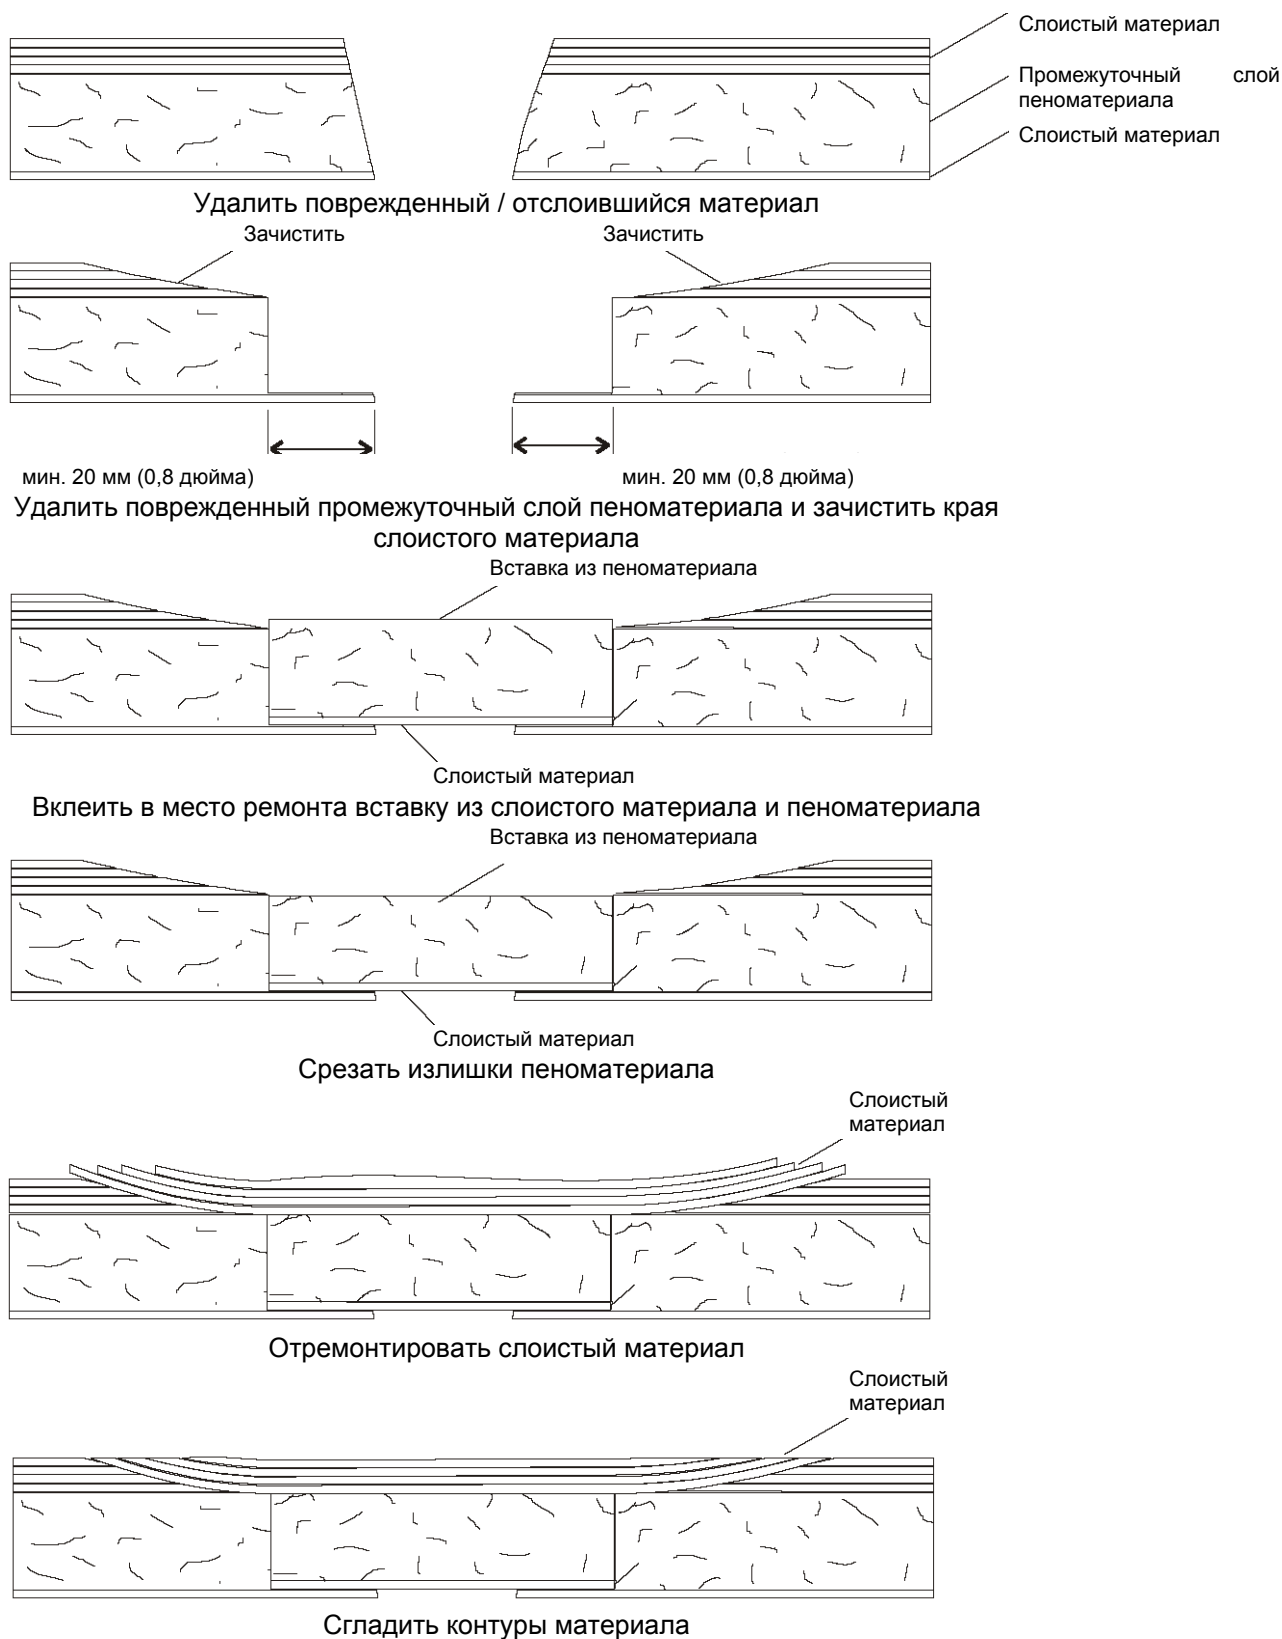 Слоистый материал
Промежуточный слой
пеноматериала
Слоистый материал
Удалить поврежденный / отслоившийся материал
Зачистить
Зачистить
мин. 20 мм (0,8 дюйма)
мин. 20 мм (0,8 дюйма)
Удалить поврежденный промежуточный слой пеноматериала и зачистить края
слоистого материала
Вставка из пеноматериала
Слоистый материал
Вклеить в место ремонта вставку из слоистого материала и пеноматериала
Вставка из пеноматериала
Слоистый материал
Срезать излишки пеноматериала
Слоистый
материал
Отремонтировать слоистый материал
Слоистый
материал
Сгладить контуры материала